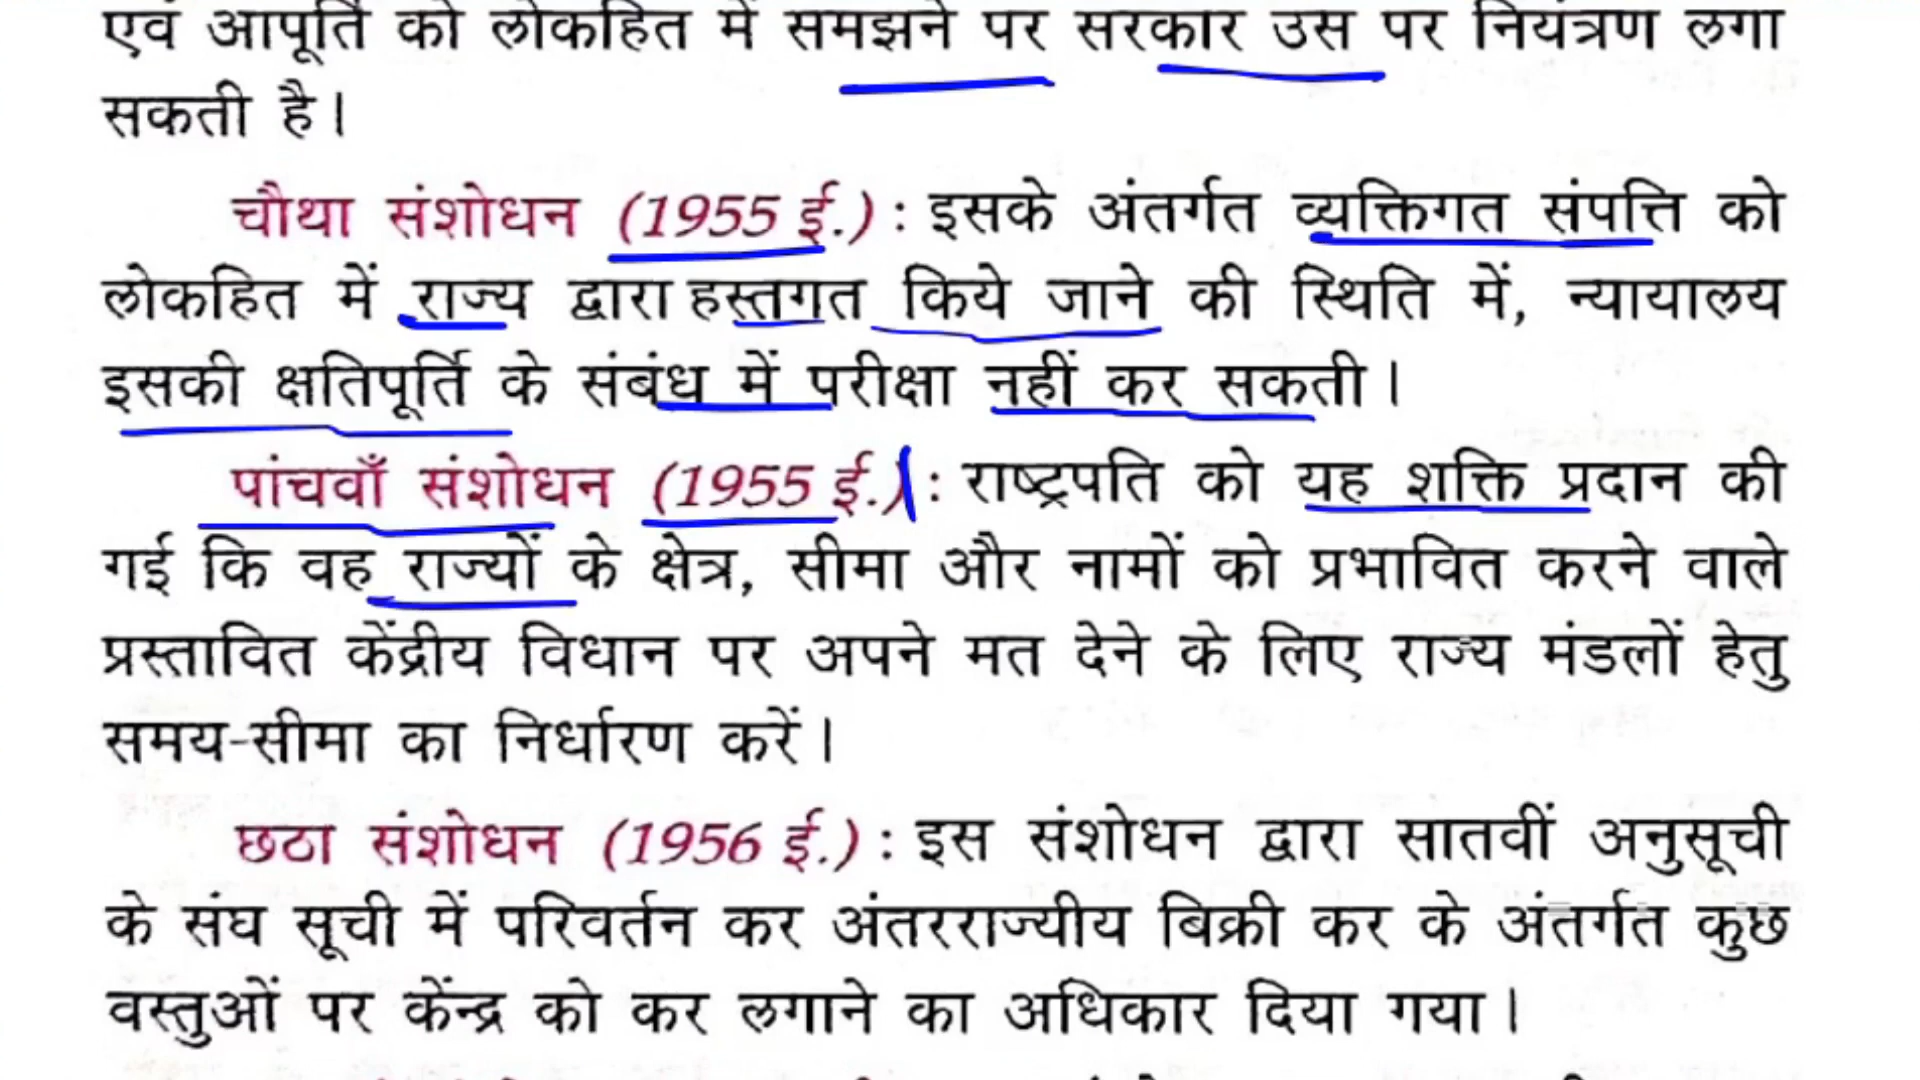 एवं आपूर्ति को लोकहित में समझने पर सरकार उस पर नियंत्रण लगा
सकती है।
चौथा संशोधन (1955 ई.) : इसके अंतर्गत व्यक्तिगत संपत्ति को
लोकहित में राज्य द्वारा हस्तगत किये जाने की स्थिति में, न्यायालय
इसकी क्षतिपूर्ति के संबंध में परीक्षा नहीं कर सकती।
पांचवाँ संशोधन (1955 ई.) : राष्ट्रपति को यह शक्ति प्रदान की
गई कि वह राज्यों के क्षेत्र, सीमा और नामों को प्रभावित करने वाले
प्रस्तावित केंद्रीय विधान पर अपने मत देने के लिए राज्य मंडलों हेतु
समय-सीमा का निर्धारण करें।
छठा संशोधन (1956 ई.) : इस संशोधन द्वारा सातवीं अनुसूची
के संघ सूची में परिवर्तन कर अंतरराज्यीय बिक्री कर के अंतर्गत कुछ
वस्तुओं पर केंन्द्र को कर लगाने का अधिकार दिया गया।